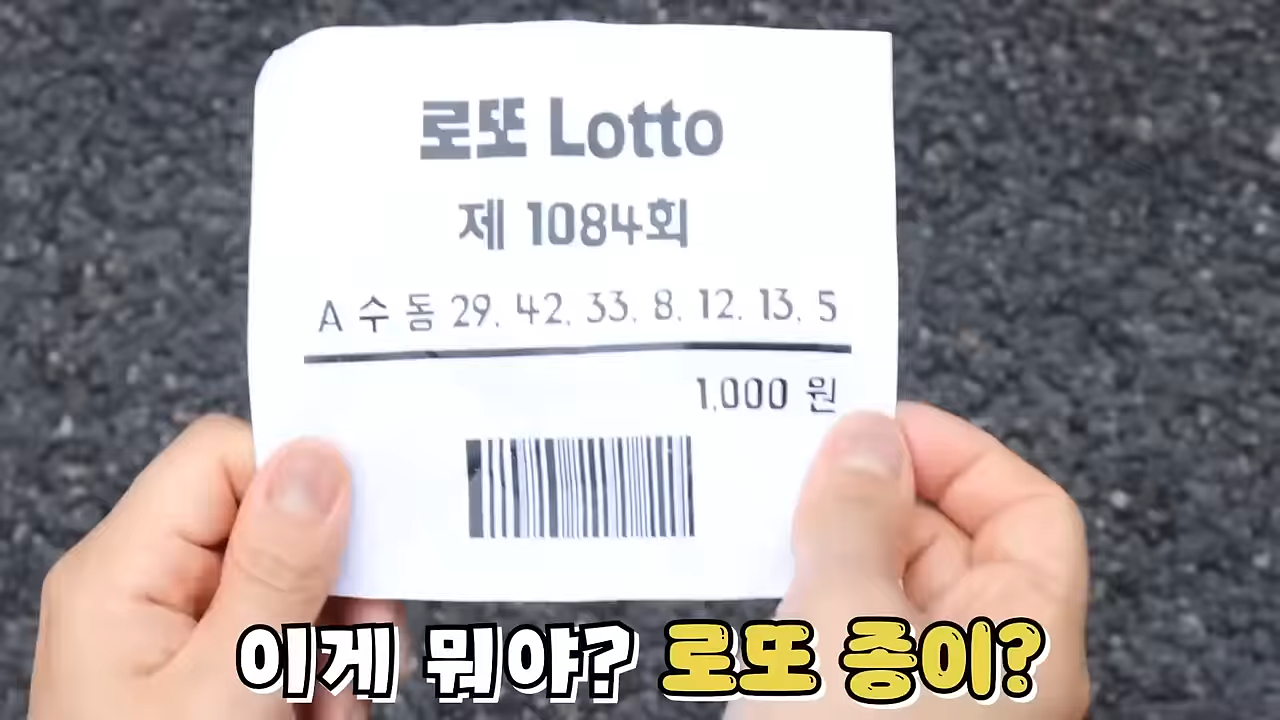 로또 Lotto
제 1084회
A 수 동 29. 42. 33. 8. 12. 13. 5
1,000 원
이게 뭐야? 로또 종이?